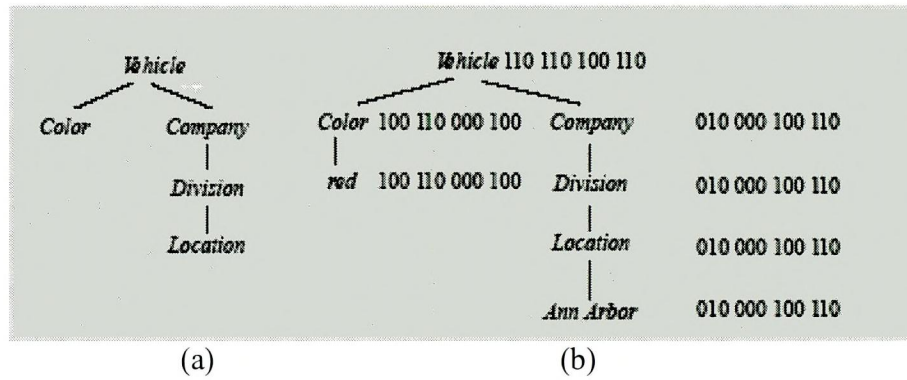 Vehicle Vehicle 110 110 100 110
Color Company Color 100 110 000 100 Company 010 000 100 110
Division red 100 110 000 100 Division 010 000 100 110
Location Location 010 000 100 110
Ann Arbor 010 000 100 110
(a) (b)